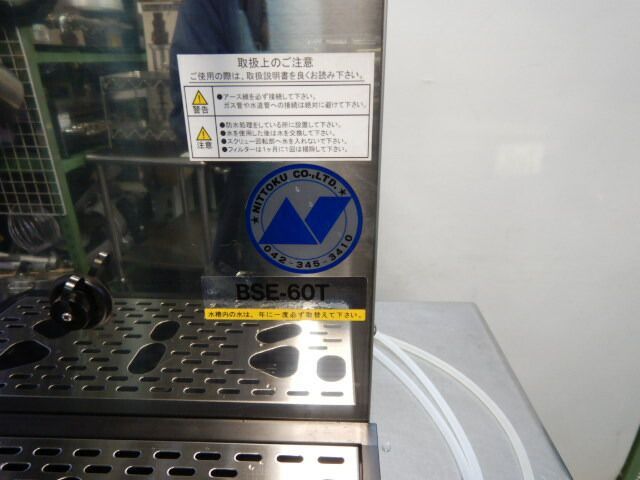 取扱上のご注意
ご使用の際は、取扱説明書を良くお読み下さい。
警告
●アース線を必ず接続して下さい。
ガス管や水道管への接続は絶対に避けて下さい。
注意
●防水処理をしている所に設置して下さい。
●水を使用した後は水を交換して下さい。
●スクリュー回転部へ水を入れないで下さい。
●フィルターは1ヶ月に1回は掃除して下さい。
★ NITTOKU CO.,LTD. ★
042-345-3410
BSE-60T
水槽内の水は、年に一度必ず取替えて下さい。